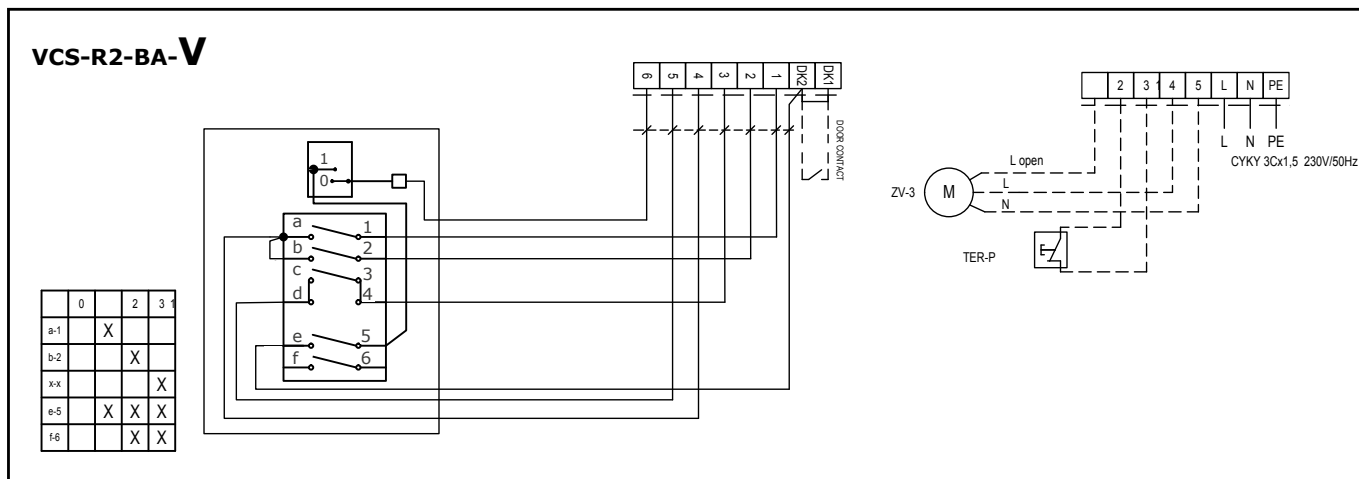 VCS-R2-BA-V
6 5 4 3 2 1 DK2 DK1
DOOR CONTACT
2 3 1 4 5 L N PE
L N PE
CYKY 3Cx1,5 230V/50Hz
L open
L
N
ZV-3
M
TER-P
1
0
a 1
b 2
c 3
d 4
e 5
f 6
0 2 3 1
a-1 X
b-2 X
x-x X
e-5 X X X
f-6 X X